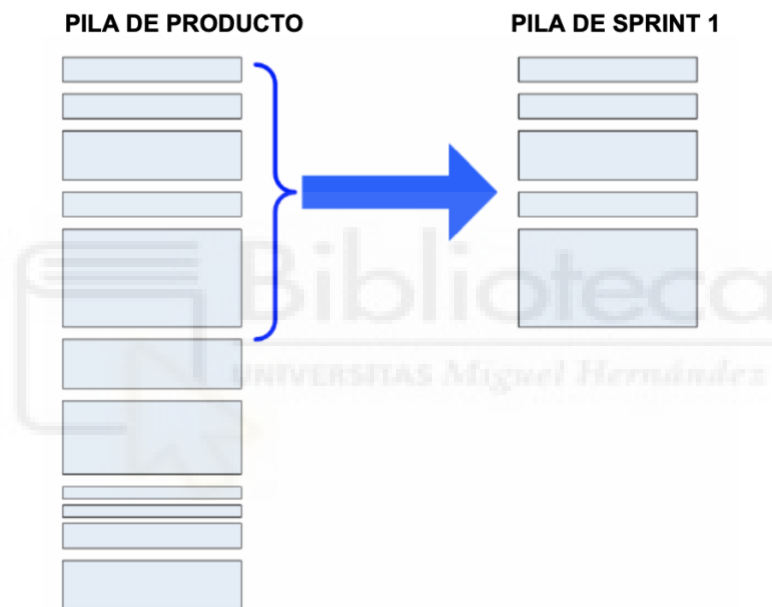 PILA DE PRODUCTO
PILA DE SPRINT 1
Biblioteca
UNIVERSITAS Miguel Hernández